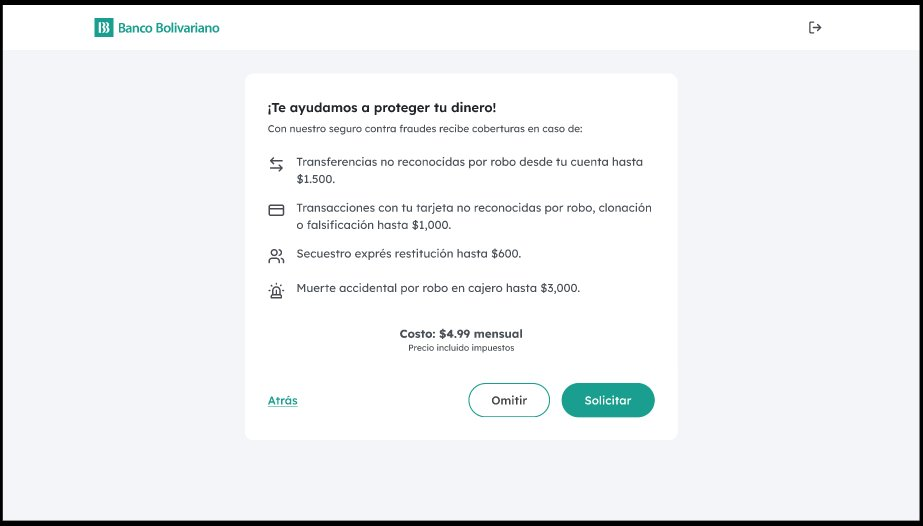 Banco Bolivariano
¡Te ayudamos a proteger tu dinero!
Con nuestro seguro contra fraudes recibe coberturas en caso de:
Transferencias no reconocidas por robo desde tu cuenta hasta
$1.500.
Transacciones con tu tarjeta no reconocidas por robo, clonación
o falsificación hasta $1,000.
Secuestro exprés restitución hasta $600.
Muerte accidental por robo en cajero hasta $3,000.
Costo: $4.99 mensual
Precio incluido impuestos
Atrás
Omitir
Solicitar